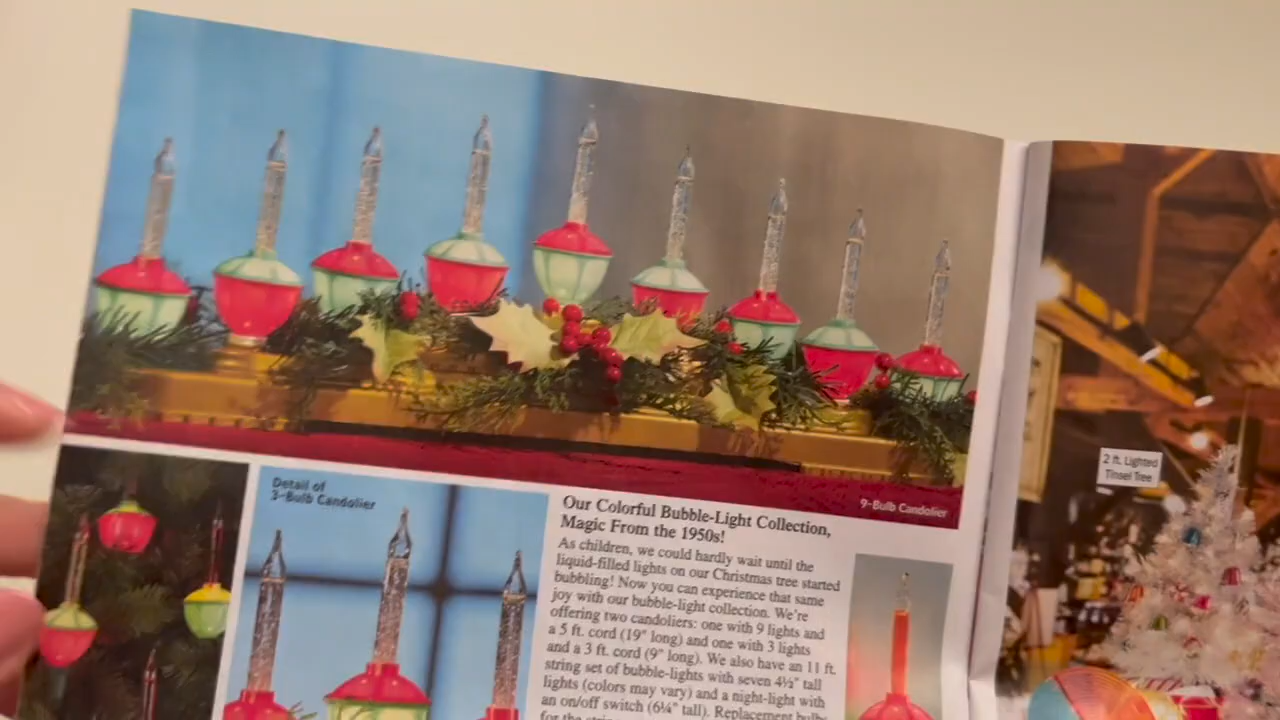 9-Bulb Candolier
Detail of
3-Bulb Candolier
Our Colorful Bubble-Light Collection,
Magic From the 1950s!
As children, we could hardly wait until the
liquid-filled lights on our Christmas tree started
bubbling! Now you can experience that same
joy with our bubble-light collection. We're
offering two candoliers: one with 9 lights and
a 5 ft. cord (19" long) and one with 3 lights
and a 3 ft. cord (9" long). We also have an 11 ft.
string set of bubble-lights with seven 4½" tall
lights (colors may vary) and a night-light with
an on/off switch (6¼" tall). Replacement bulbs
for the
2 ft. Lighted
Tinsel Tree